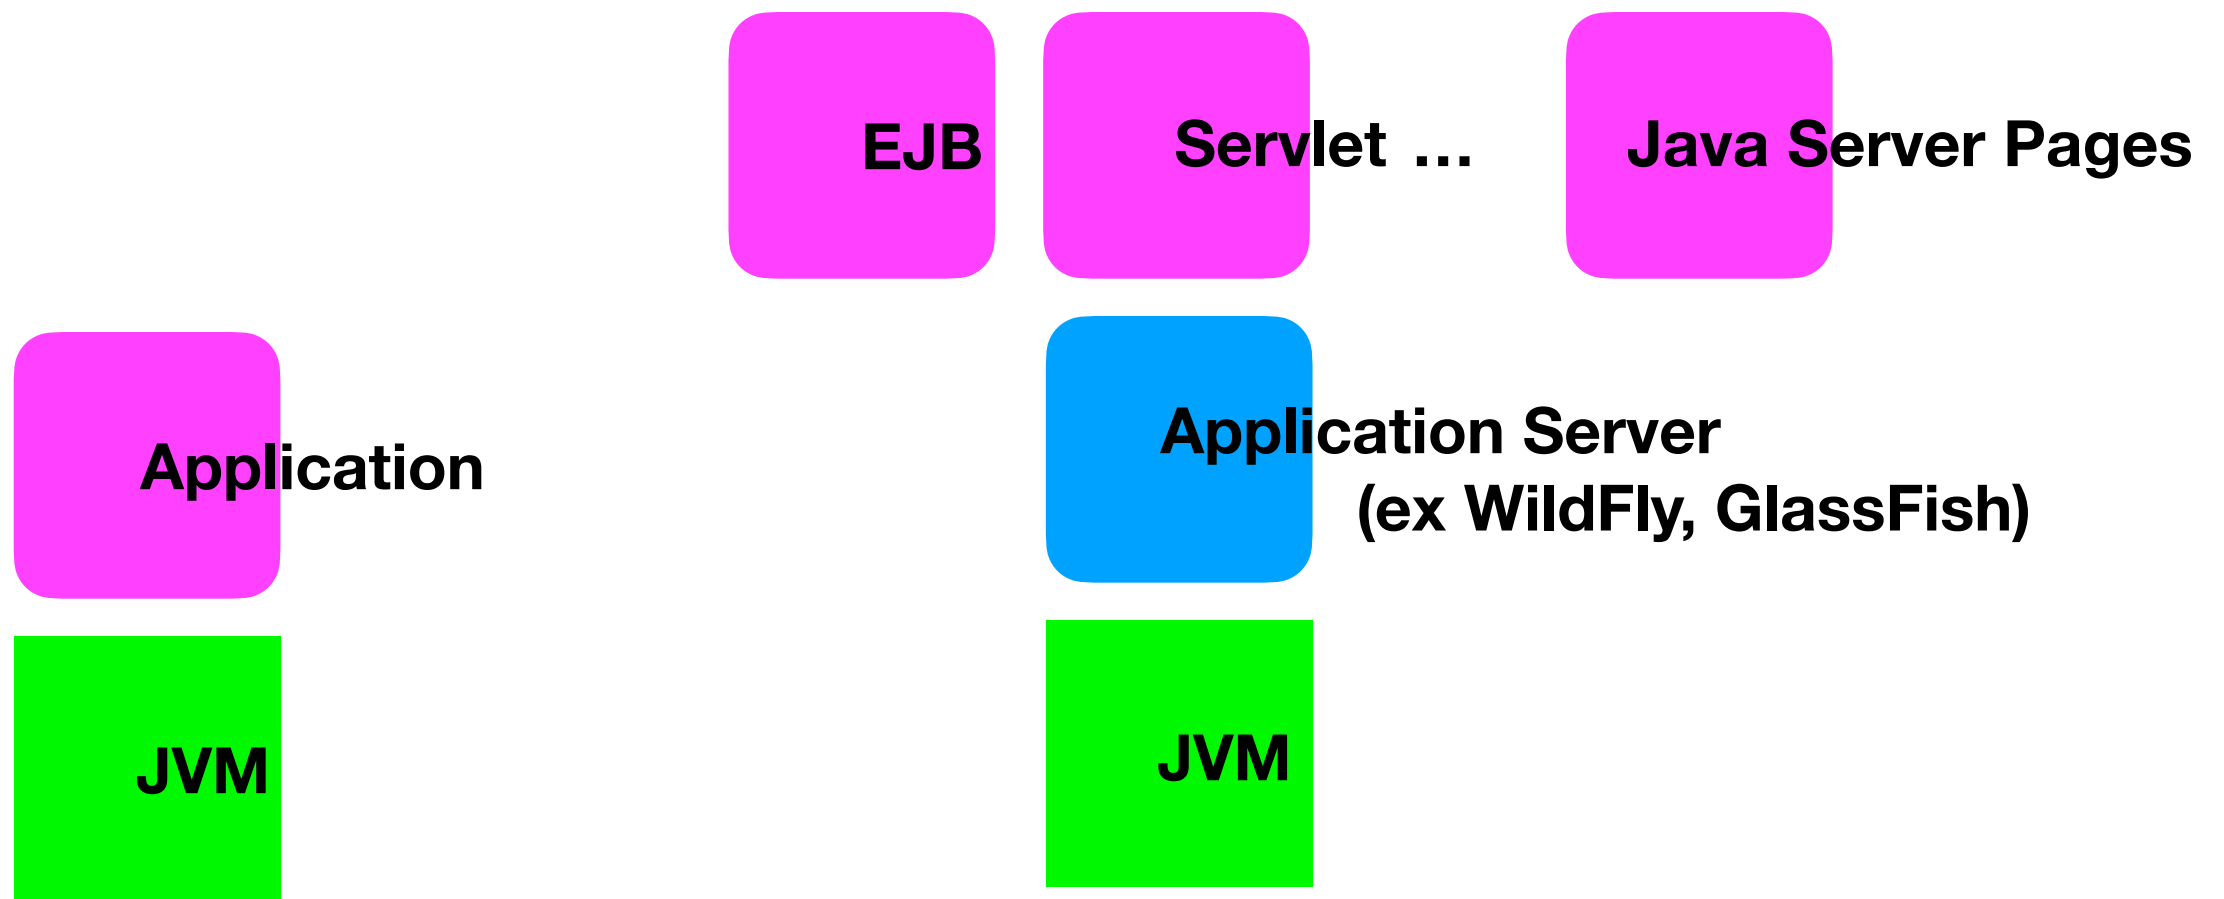 EJB
Servlet ...
Java Server Pages
Application
Application Server
(ex WildFly, GlassFish)
JVM
JVM